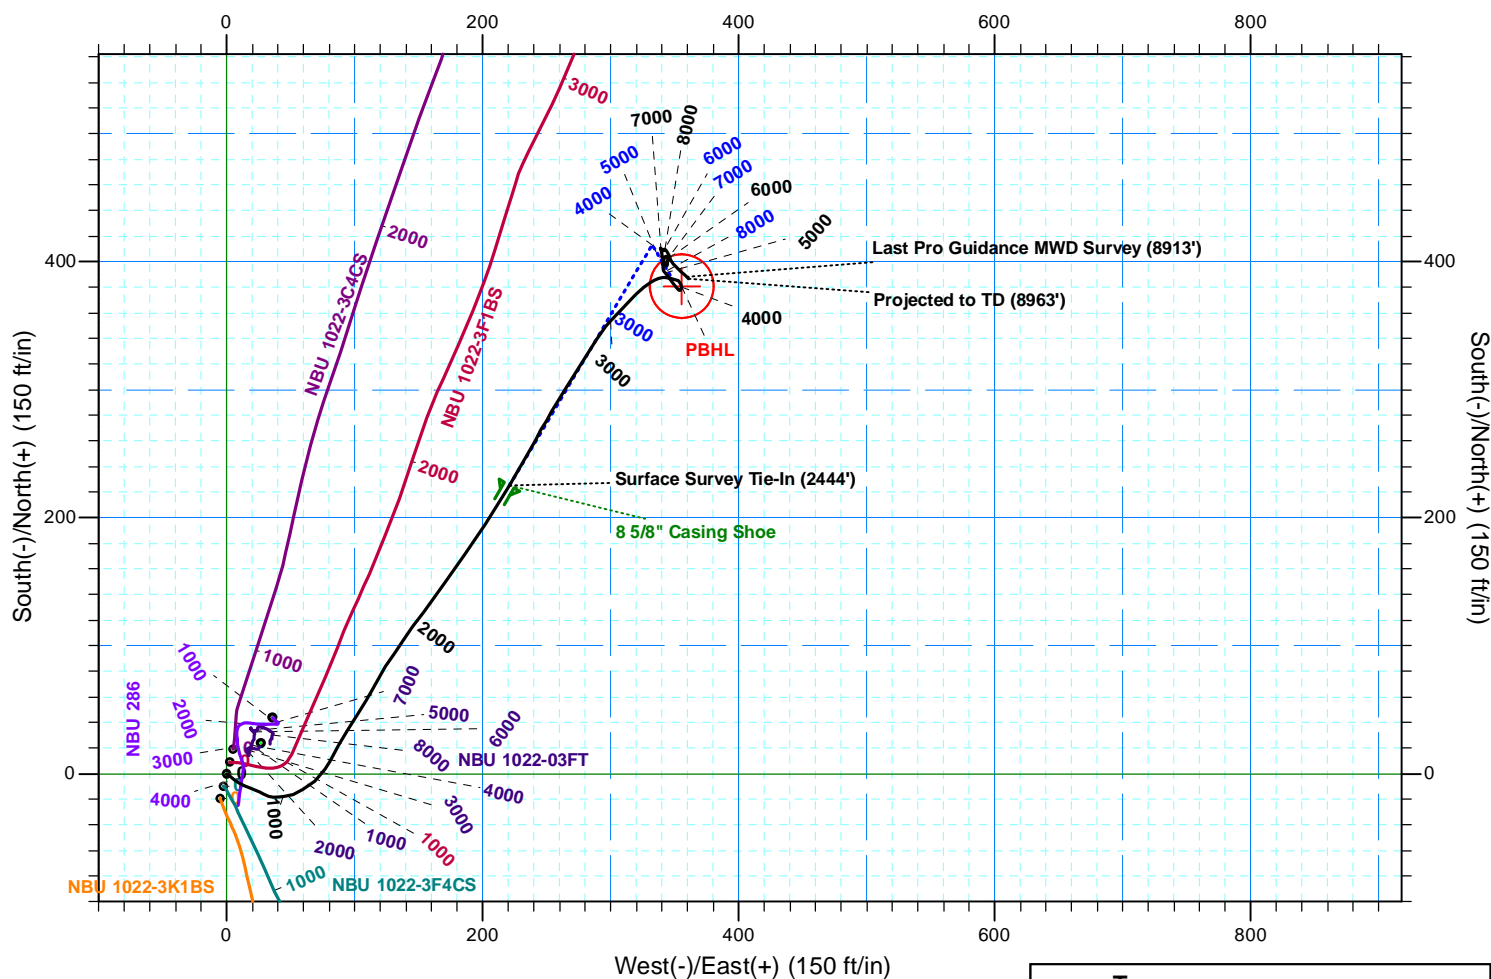 0 200 400 600 800
3000
7000
8000
5000
6000
7000
4000
6000
8000
5000
2000
Last Pro Guidance MWD Survey (8913')
400
400
NBU 1022-3C4CS
NBU 1022-3F1BS
Projected to TD (8963')
4000
3000
PBHL
3000
South(-)/North(+) (150 ft/in)
South(-)/North(+) (150 ft/in)
2000
Surface Survey Tie-In (2444')
200
200
8 5/8" Casing Shoe
2000
1000
1000
7000
NBU 286
2000
5000
6000
3000
8000
NBU 1022-03FT
0
0
4000
4000
1000
3000
1000
1000
2000
NBU 1022-3K1BS
1000
NBU 1022-3F4CS
0 200 400 600 800
West(-)/East(+) (150 ft/in)